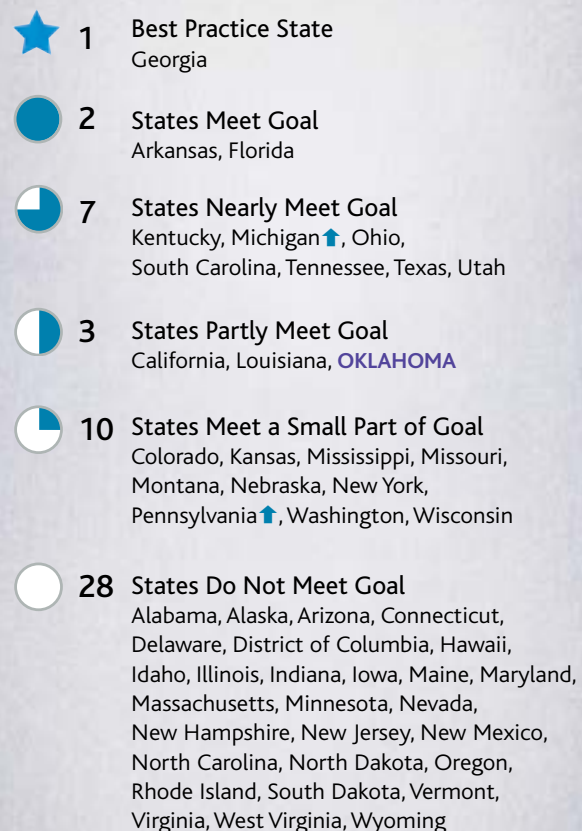 1 Best Practice State
Georgia
2 States Meet Goal
Arkansas, Florida
7 States Nearly Meet Goal
Kentucky, Michigan⬆, Ohio,
South Carolina, Tennessee, Texas, Utah
3 States Partly Meet Goal
California, Louisiana, OKLAHOMA
10 States Meet a Small Part of Goal
Colorado, Kansas, Mississippi, Missouri,
Montana, Nebraska, New York,
Pennsylvania⬆, Washington, Wisconsin
28 States Do Not Meet Goal
Alabama, Alaska, Arizona, Connecticut,
Delaware, District of Columbia, Hawaii,
Idaho, Illinois, Indiana, Iowa, Maine, Maryland,
Massachusetts, Minnesota, Nevada,
New Hampshire, New Jersey, New Mexico,
North Carolina, North Dakota, Oregon,
Rhode Island, South Dakota, Vermont,
Virginia, West Virginia, Wyoming